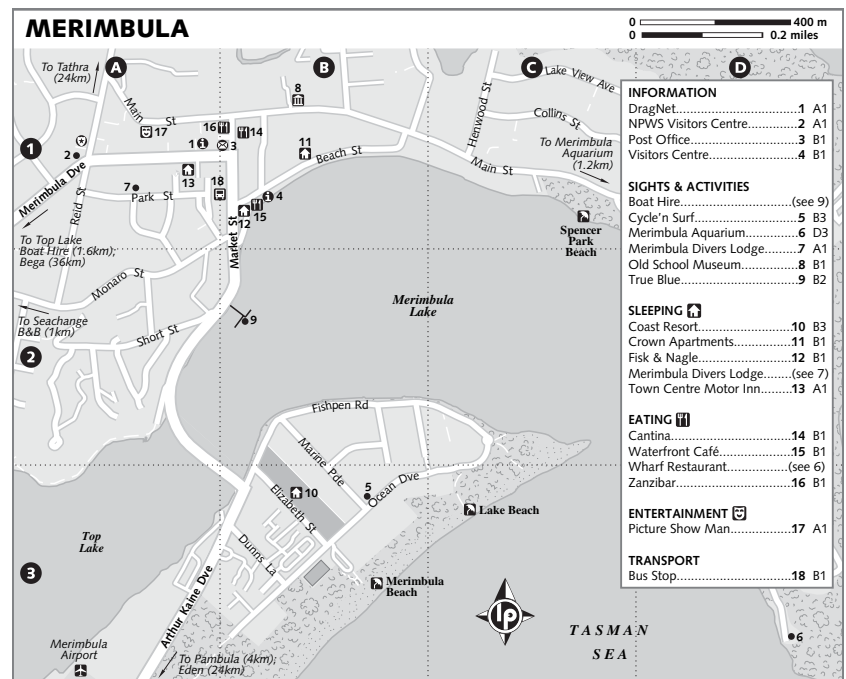 MERIMBULA
0 400 m
0 0.2 miles
A
B
C
D
1
2
3
To Tathra
(24km)
Main St
16
14
17
1
3
2
Merimbula Dve
8
11
Beach St
Henwood St
Lake View Ave
Collins St
To Merimbula
Aquarium
(1.2km)
Main St
13
18
7
Park St
Reid St
4
15
12
Market St
Spencer
Park
Beach
To Top Lake
Boat Hire (1.6km);
Bega (36km)
Monaro St
To Seachange
B&B (1km)
Short St
9
Merimbula
Lake
Fishpen Rd
Marine Pde
5
Ocean Dve
10
Elizabeth St
Lake Beach
Top
Lake
Dunns La
Merimbula
Beach
Arthur Kaine Dve
Merimbula
Airport
To Pambula (4km);
Eden (24km)
lp
TASMAN
SEA
6
INFORMATION
DragNet...............................1 A1
NPWS Visitors Centre...........2 A1
Post Office...........................3 B1
Visitors Centre.....................4 B1
SIGHTS & ACTIVITIES
Boat Hire..........................(see 9)
Cycle'n Surf.........................5 B3
Merimbula Aquarium...........6 D3
Merimbula Divers Lodge.......7 A1
Old School Museum.............8 B1
True Blue.............................9 B2
SLEEPING
Coast Resort......................10 B3
Crown Apartments.............11 B1
Fisk & Nagle......................12 B1
Merimbula Divers Lodge.......(see 7)
Town Centre Motor Inn.......13 A1
EATING
Cantina..............................14 B1
Waterfront Café.................15 B1
Wharf Restaurant...............(see 6)
Zanzibar............................16 B1
ENTERTAINMENT
Picture Show Man..............17 A1
TRANSPORT
Bus Stop............................18 B1